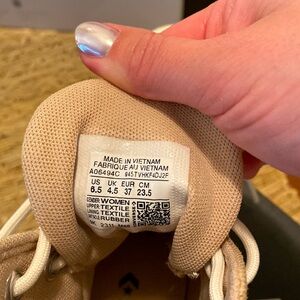 MADE IN VIETNAM
FABRIQUE AU VIETNAM
A06494C
US UK EUR CM
6.5 4.5 37 23.5
GENDER WOMEN
UPPER TEXTILE
LINING TEXTILE
RUBBER